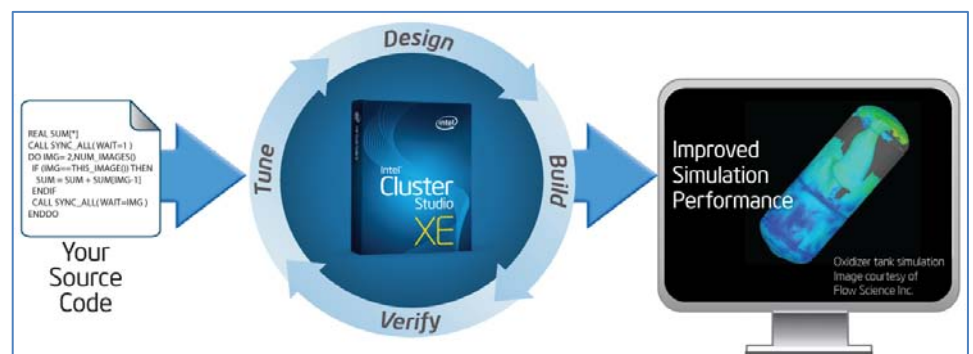 REAL SUM[*]
CALL SYNC_ALL( WAIT=1 )
DO IMG= 2,NUM_IMAGES()
IF (IMG==THIS_IMAGE()) THEN
SUM = SUM + SUM[IMG-1]
ENDIF
CALL SYNC_ALL( WAIT=IMG )
ENDDO
Your
Source
Code
Design
Build
Verify
Tune
intel
Intel
Cluster
Studio
XE
Improved
Simulation
Performance
Oxidizer tank simulation
Image courtesy of
Flow Science Inc.